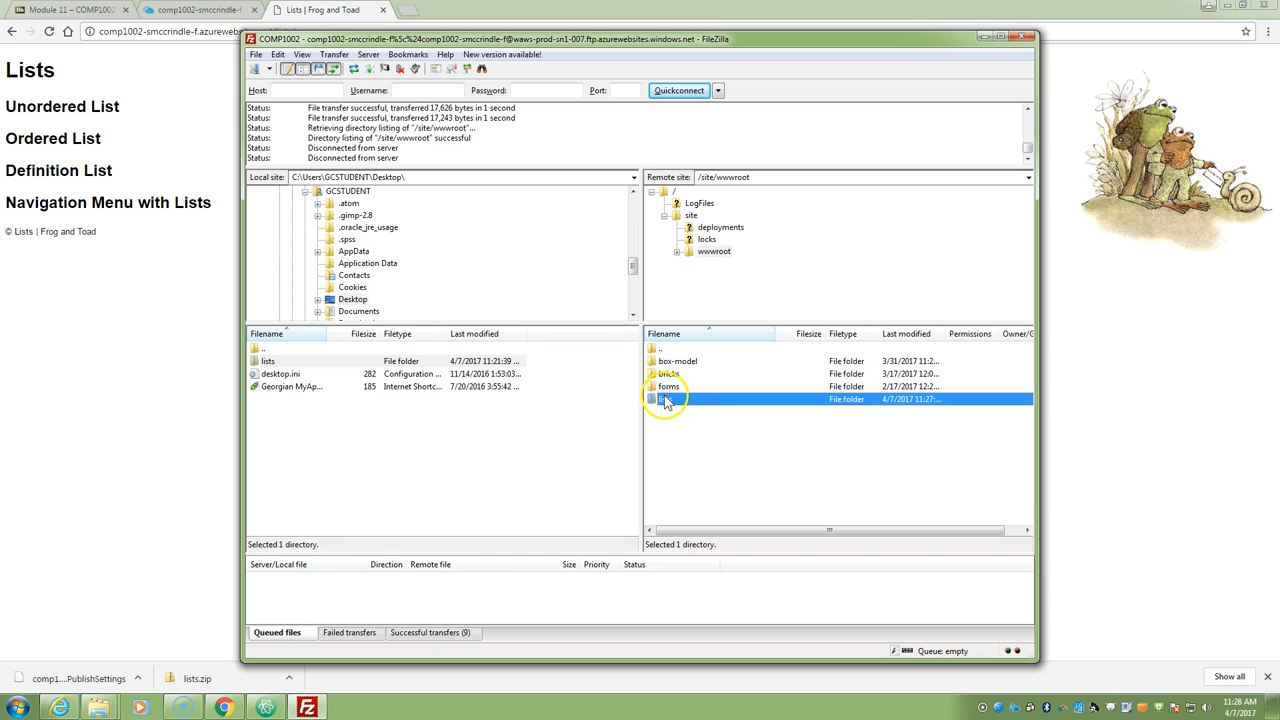 Module 11 –
comp1002-smccrindle-f
Lists | Frog and Toad
comp1002-smccrindle-f.azureweb
Lists
Unordered List
Ordered List
Definition List
Navigation Menu with Lists
© Lists | Frog and Toad
COMP1002 - comp1002-smccrindle-f%5c%24comp1002-smccrindle-f@waws-prod-sn1-007.ftp.azurewebsites.windows.net - FileZilla
File Edit View Transfer Server Bookmarks Help New version available!
Host: Username: Password: Port: Quickconnect
Status: File transfer successful, transferred 17,626 bytes in 1 second
Status: File transfer successful, transferred 17,243 bytes in 1 second
Status: Retrieving directory listing of "/site/wwwroot"...
Status: Directory listing of "/site/wwwroot" successful
Status: Disconnected from server
Status: Disconnected from server
Local site: C:\Users\GCSTUDENT\Desktop\
GCSTUDENT
.atom
.gimp-2.8
.oracle_jre_usage
.spss
AppData
Application Data
Contacts
Cookies
Desktop
Documents
Remote site: /site/wwwroot
/
LogFiles
site
deployments
locks
wwwroot
Filename Filesize Filetype Last modified
..
lists File folder 4/7/2017 11:21:39 ...
desktop.ini 282 Configuration ... 11/14/2016 1:53:03...
Georgian MyAp... 185 Internet Shortc... 7/20/2016 3:55:42 ...
Selected 1 directory.
Filename Filesize Filetype Last modified Permissions Owner/G
..
box-model File folder 3/31/2017 11:2...
bricks File folder 3/17/2017 12:0...
forms File folder 2/17/2017 12:2...
File folder 4/7/2017 11:27:...
Selected 1 directory.
Server/Local file Direction Remote file Size Priority Status
Queued files Failed transfers Successful transfers (9)
Queue: empty
comp1....PublishSettings
lists.zip
Show all
11:28 AM
4/7/2017